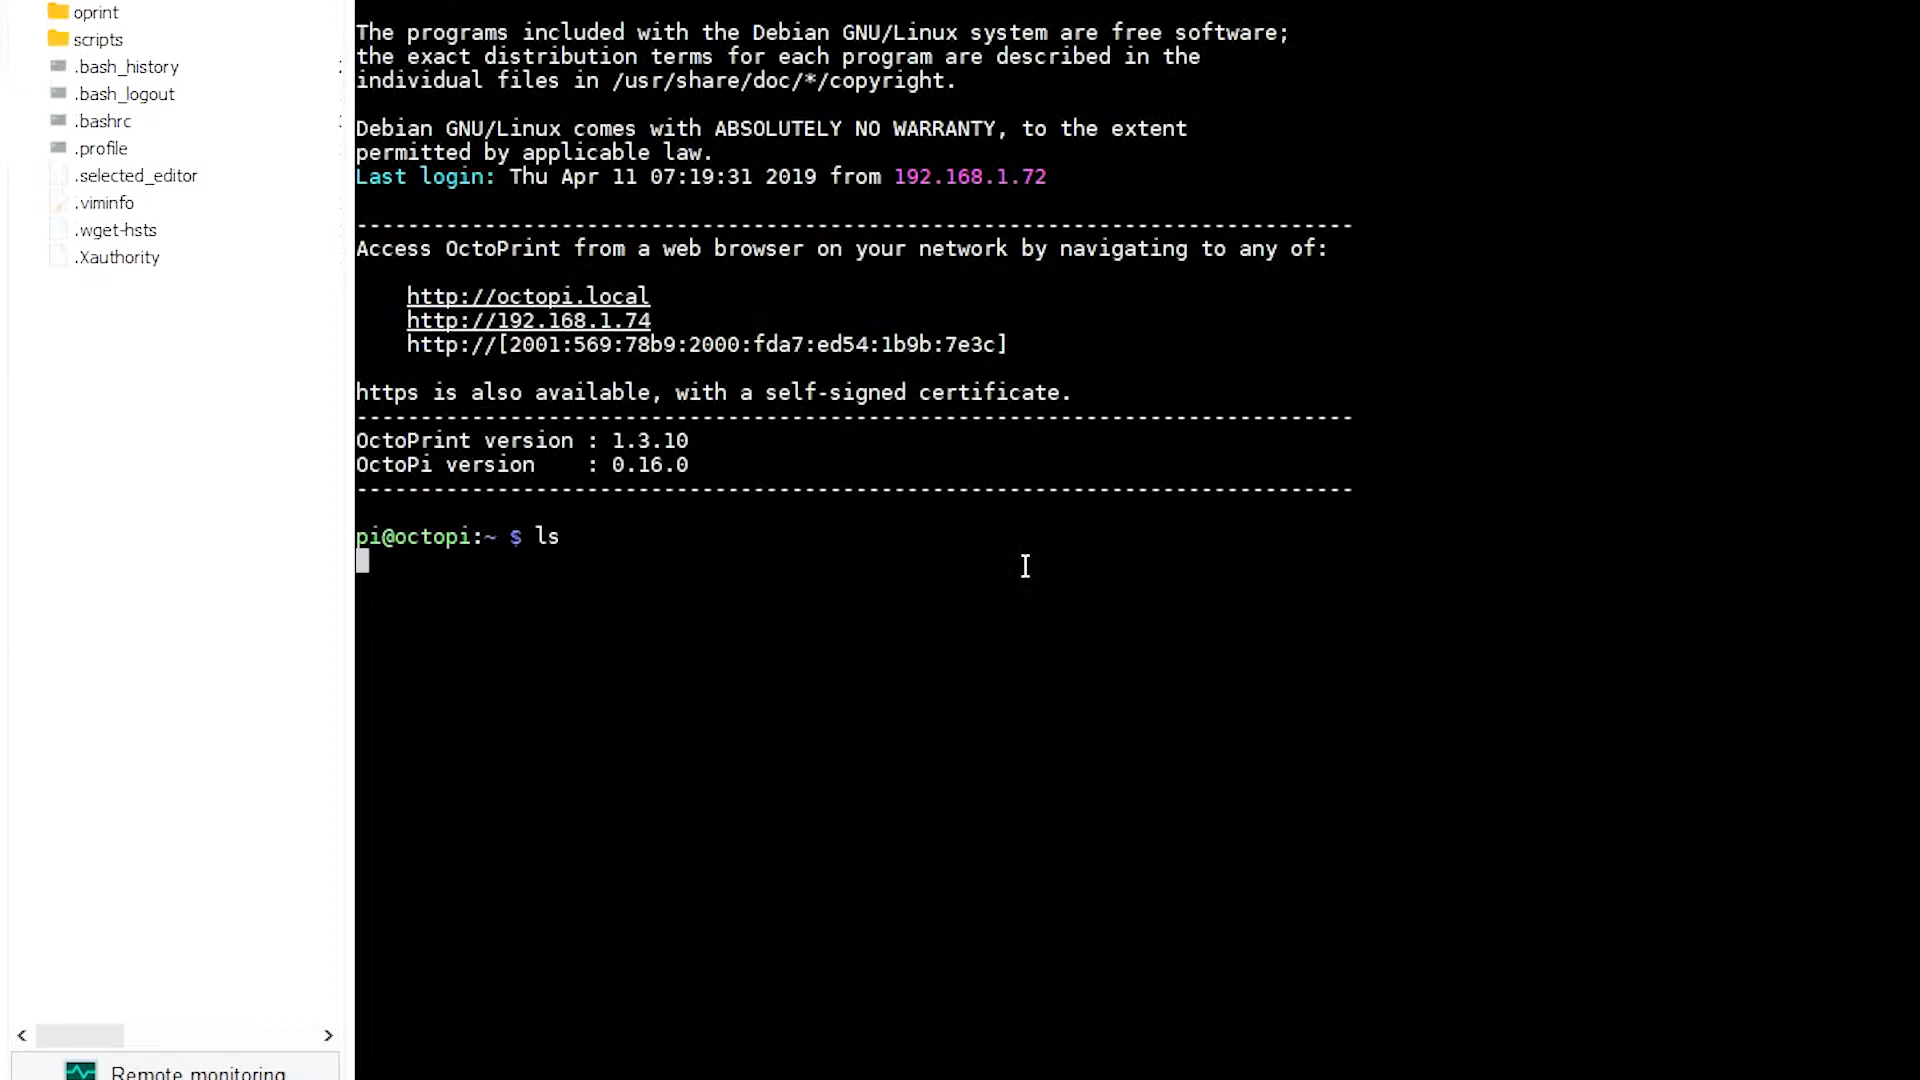 oprint
scripts
.bash_history
.bash_logout
.bashrc
.profile
.selected_editor
.viminfo
.wget-hsts
.Xauthority
Remote monitoring
The programs included with the Debian GNU/Linux system are free software;
the exact distribution terms for each program are described in the
individual files in /usr/share/doc/*/copyright.
Debian GNU/Linux comes with ABSOLUTELY NO WARRANTY, to the extent
permitted by applicable law.
Last login: Thu Apr 11 07:19:31 2019 from 192.168.1.72
------------------------------------------------------------------------------
Access OctoPrint from a web browser on your network by navigating to any of:
http://octopi.local
http://192.168.1.74
http://[2001:569:78b9:2000:fda7:ed54:1b9b:7e3c]
https is also available, with a self-signed certificate.
------------------------------------------------------------------------------
OctoPrint version : 1.3.10
OctoPi version    : 0.16.0
------------------------------------------------------------------------------
pi@octopi:~ $ ls